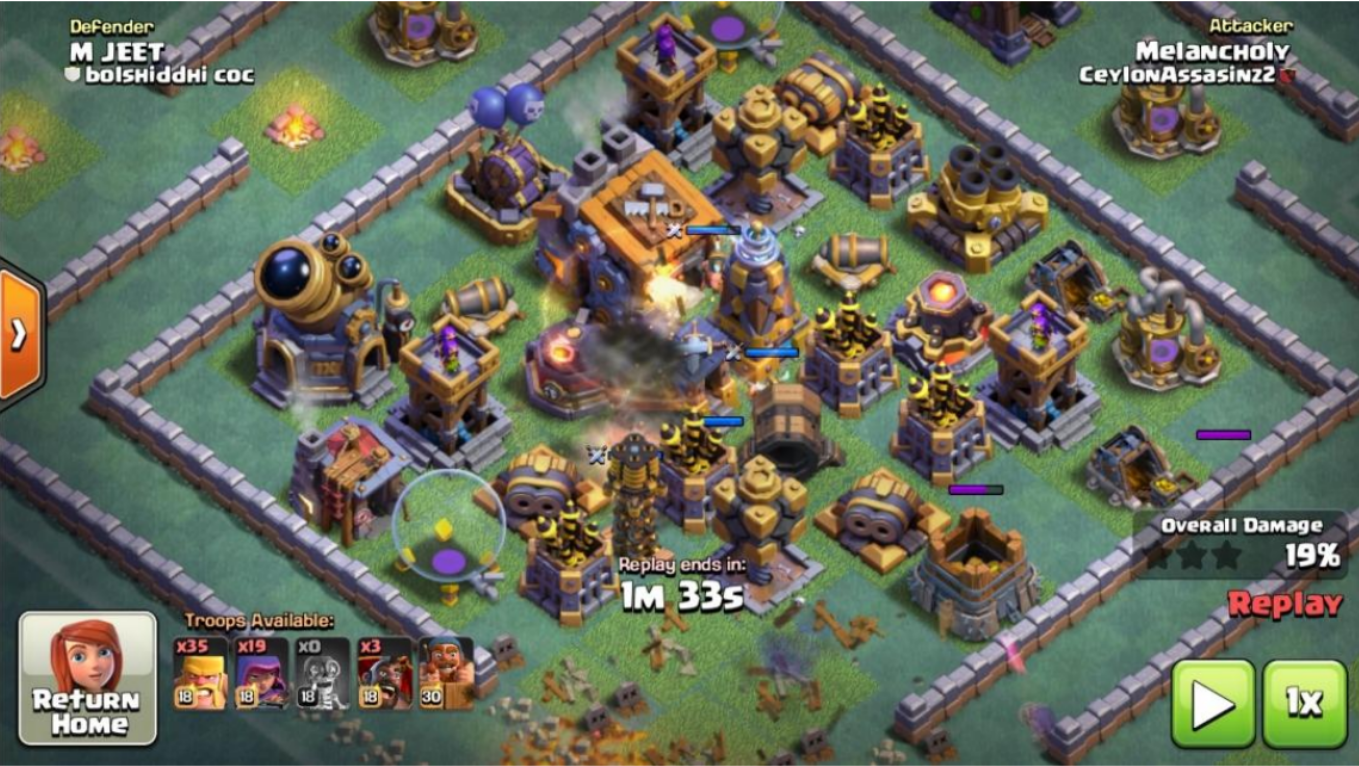 Defender
M JEET
bolshiddhi coc
Attacker
Melancholy
CeylonAssasinz2
Replay ends in:
1m 33s
Overall Damage
19%
Replay
Troops Available:
x35
x19
x0
x3
18
18
18
18
30
Return
Home
1x